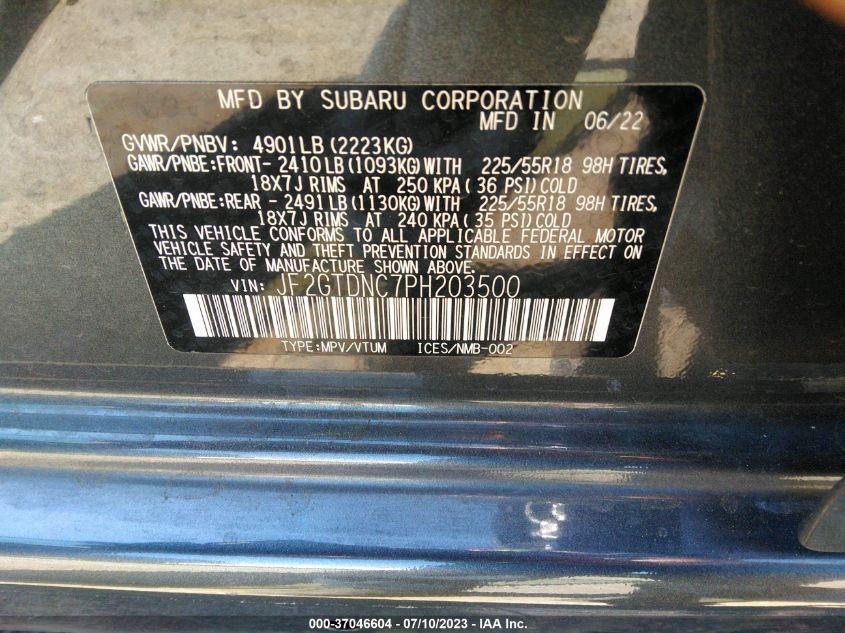 MFD BY SUBARU CORPORATION
MFD IN 06/22
GVWR/PNBV: 4901LB (2223KG)
GAWR/PNBE:FRONT- 2410LB (1093KG) WITH 225/55R18 98H TIRES,
18X7J RIMS AT 250 KPA( 36 PSI) COLD
GAWR/PNBE:REAR - 2491LB (1130KG) WITH 225/55R18 98H TIRES,
18X7J RIMS AT 240 KPA( 35 PSI) COLD
THIS VEHICLE CONFORMS TO ALL APPLICABLE FEDERAL MOTOR
VEHICLE SAFETY AND THEFT PREVENTION STANDARDS IN EFFECT ON
THE DATE OF MANUFACTURE SHOWN ABOVE.
VIN: JF2GTDNC7PH203500
TYPE:MPV/VTUM ICES/NMB-002
000-37046604 - 07/10/2023 - IAA Inc.